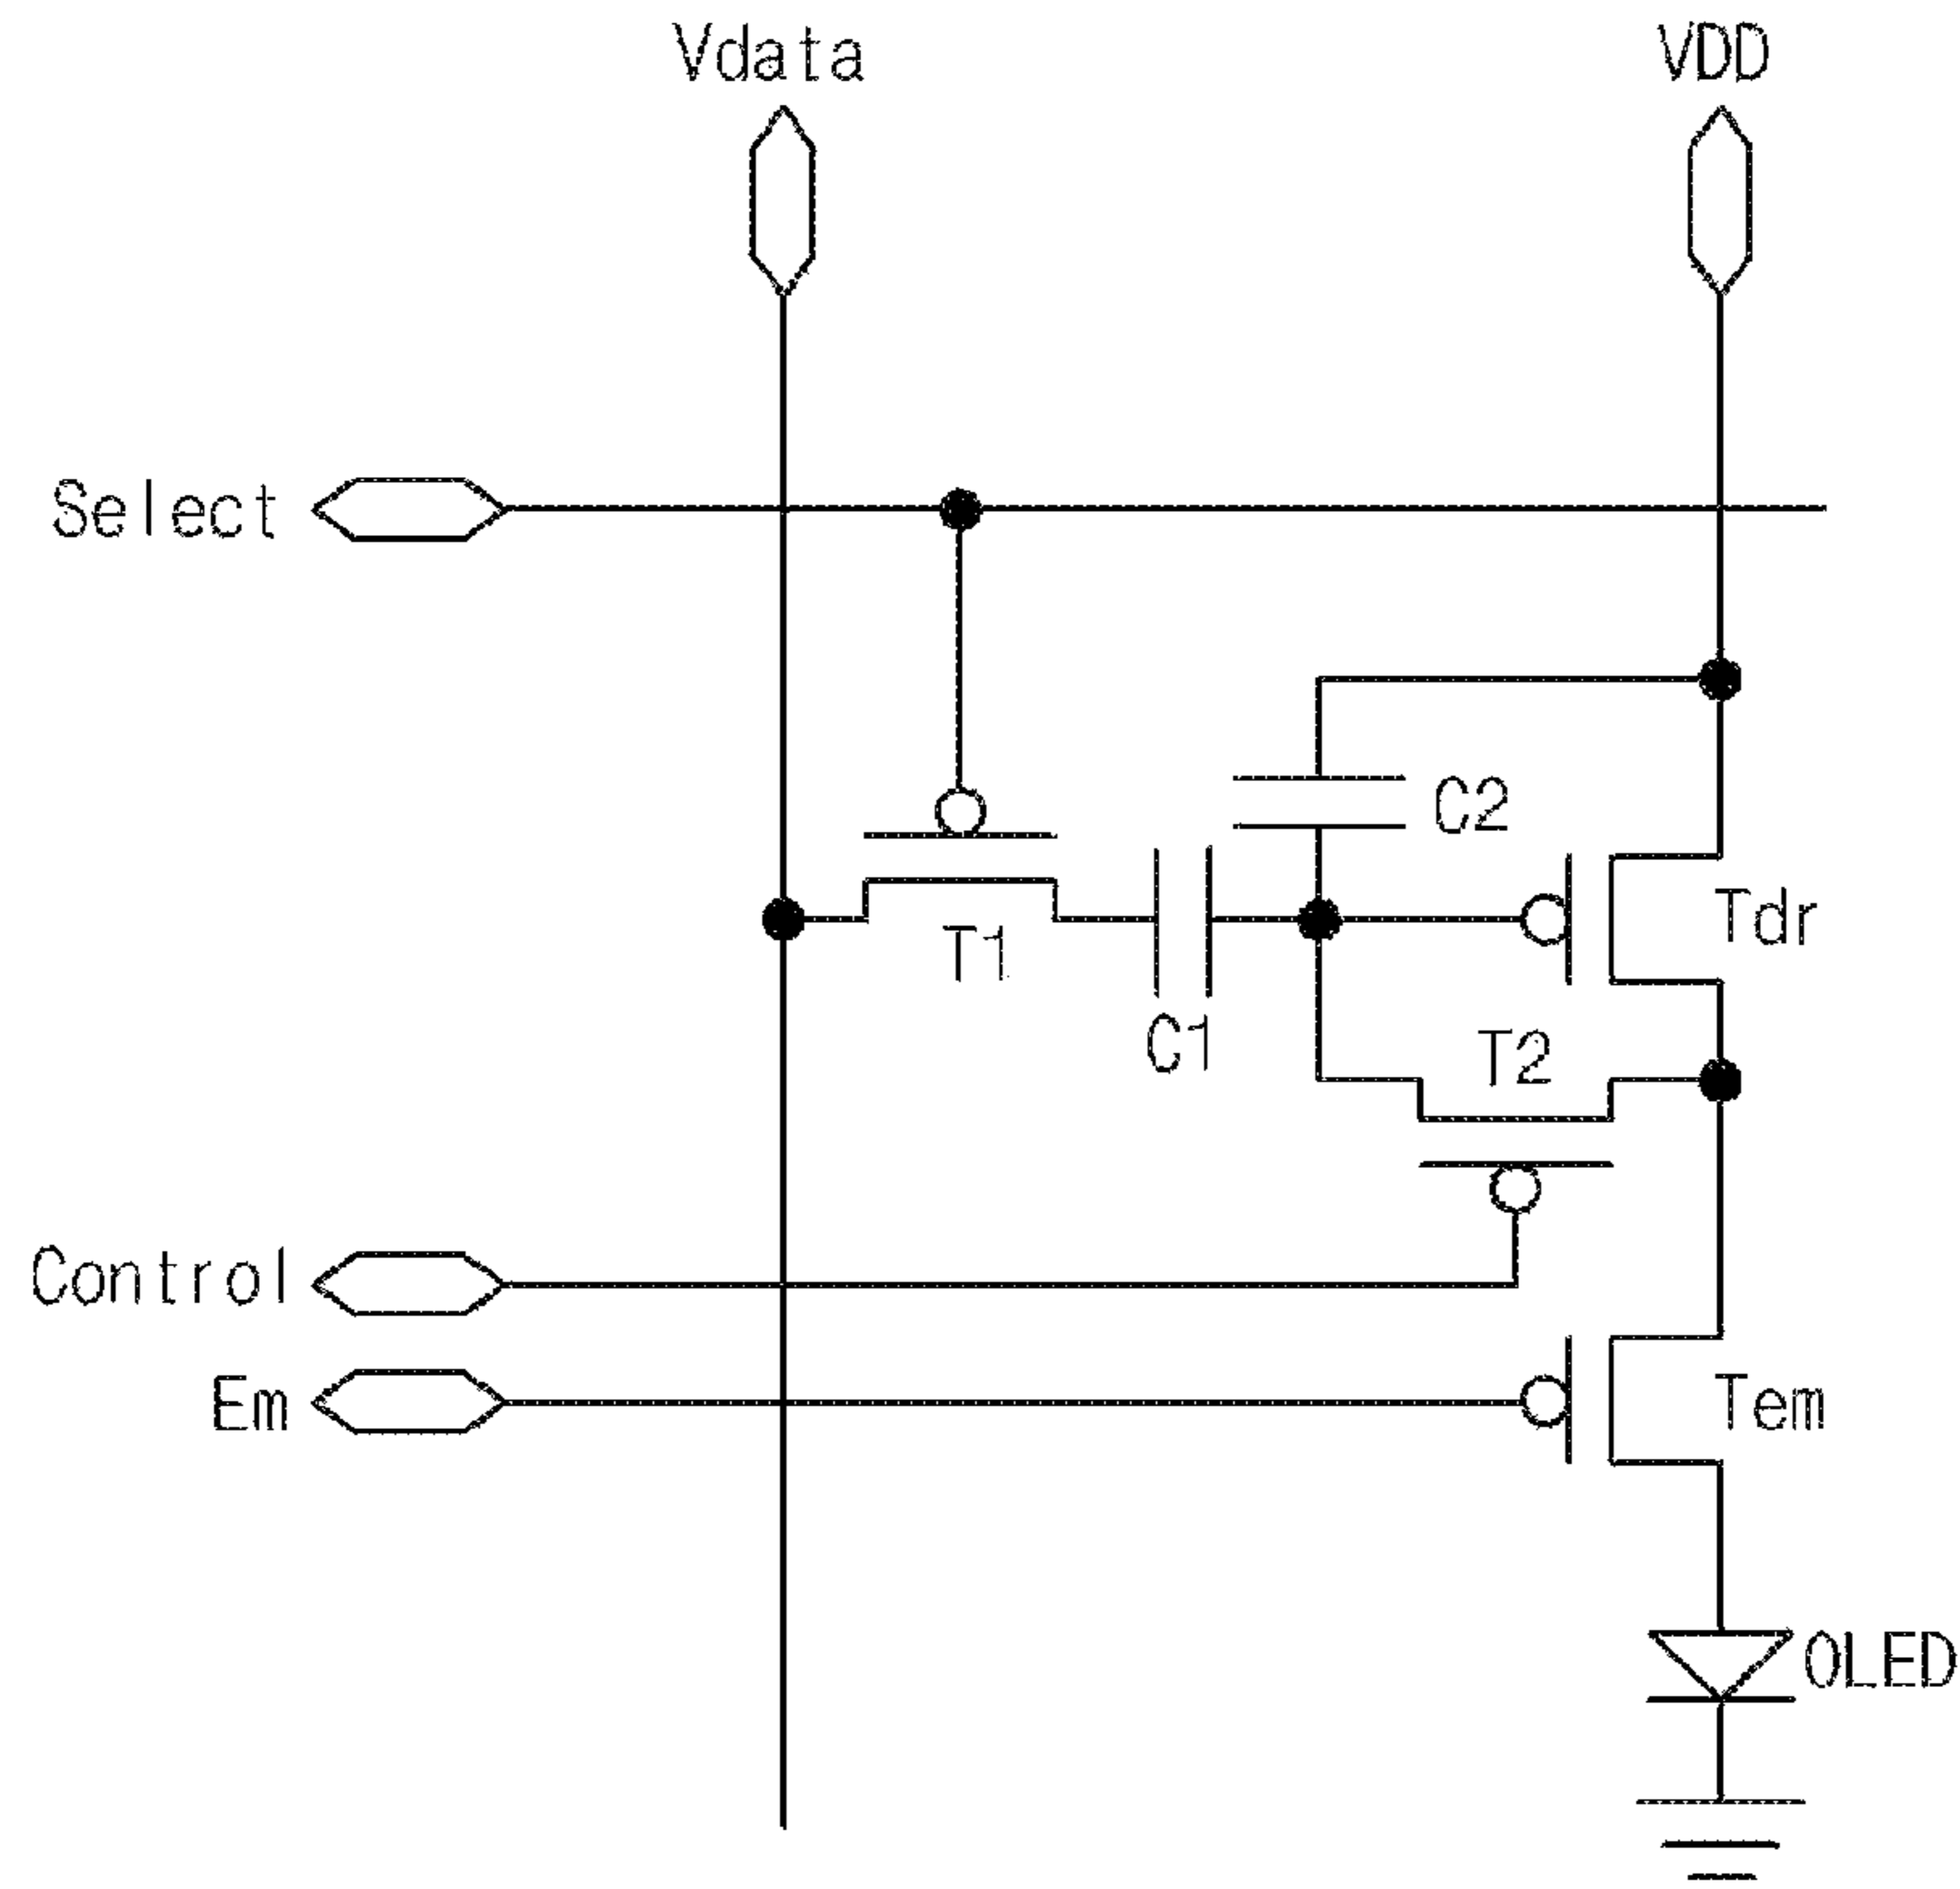 Vdata
VDD
Select
C2
Tdr
T1
C1
T2
Control
Em
Tem
OLED